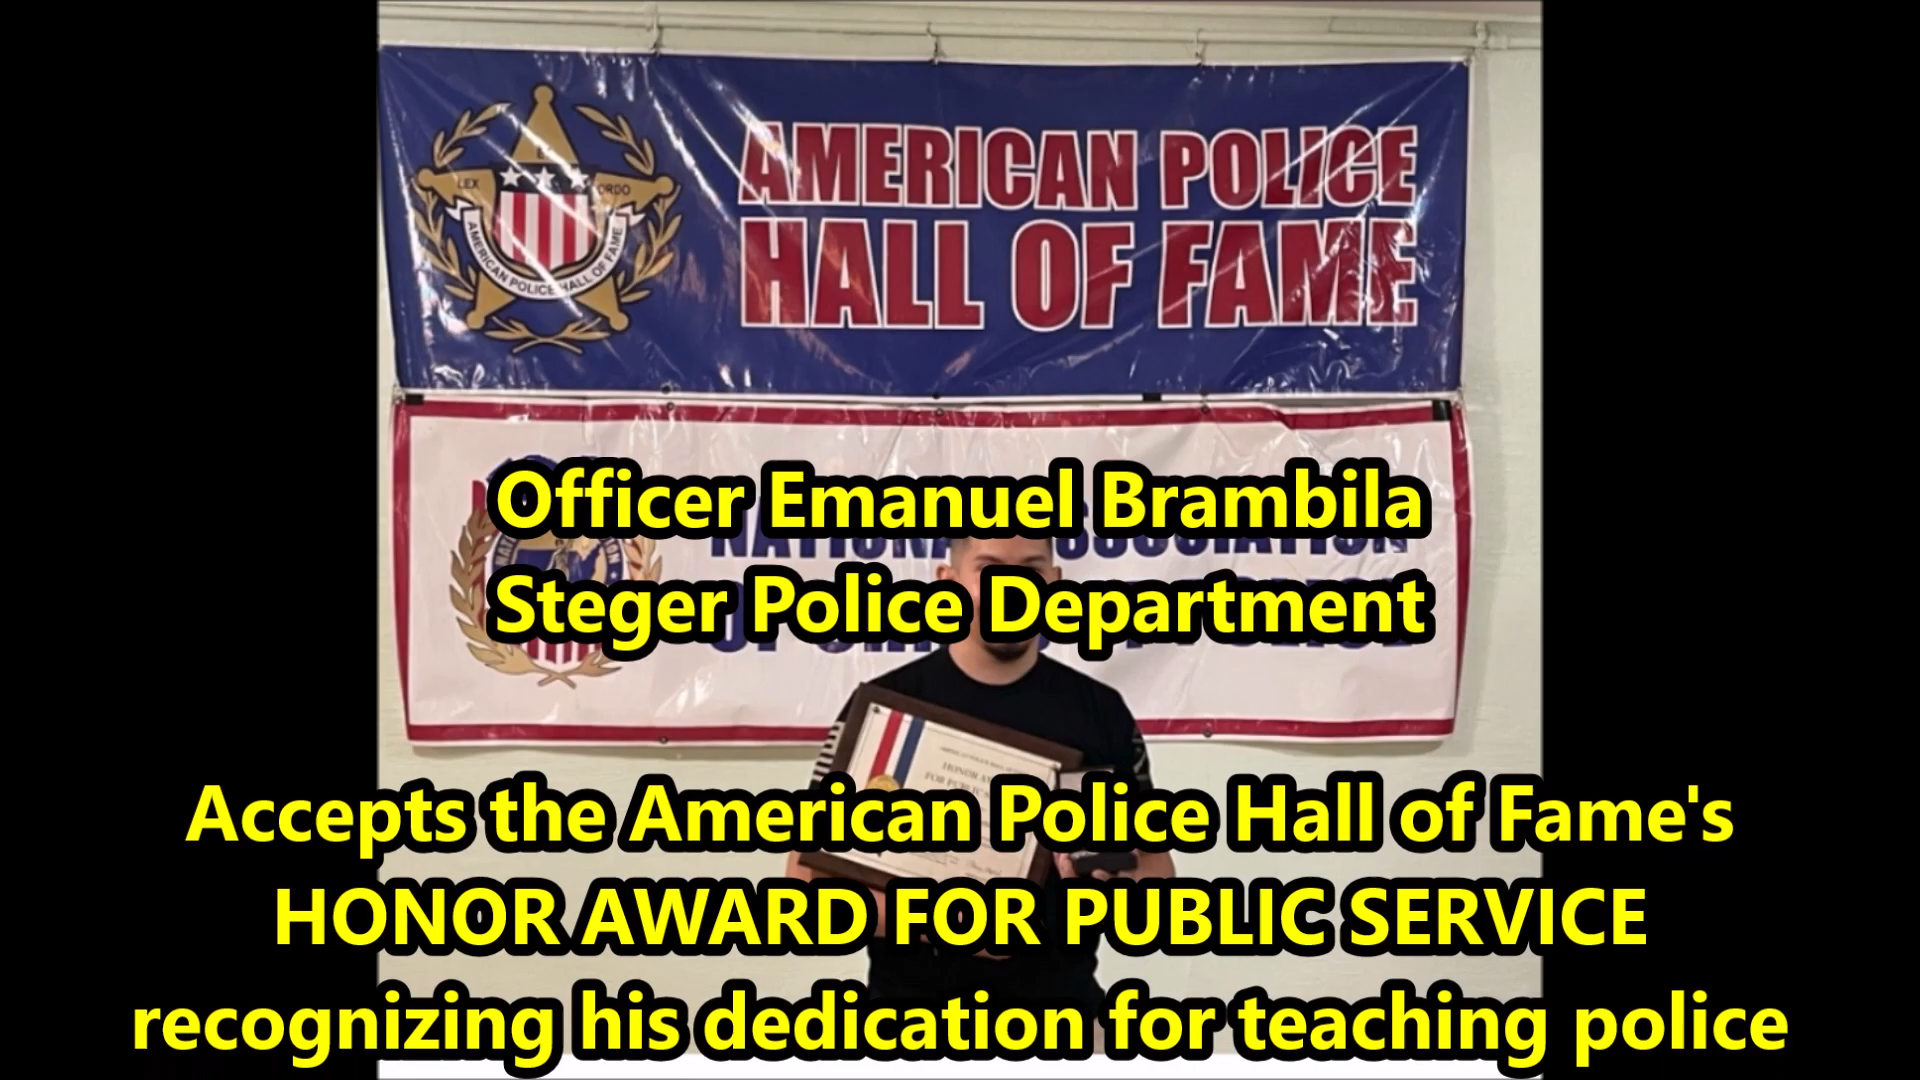 LEX
ORDO
AMERICAN POLICE HALL OF FAME
AMERICAN POLICE
HALL OF FAME
Officer Emanuel Brambila
Steger Police Department
HONOR
Accepts the American Police Hall of Fame's
HONOR AWARD FOR PUBLIC SERVICE
recognizing his dedication for teaching police